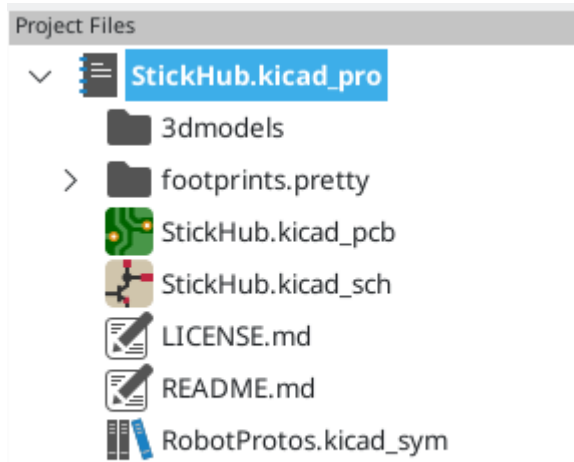 Project Files
StickHub.kicad_pro
3dmodels
footprints.pretty
StickHub.kicad_pcb
StickHub.kicad_sch
LICENSE.md
README.md
RobotProtos.kicad_sym